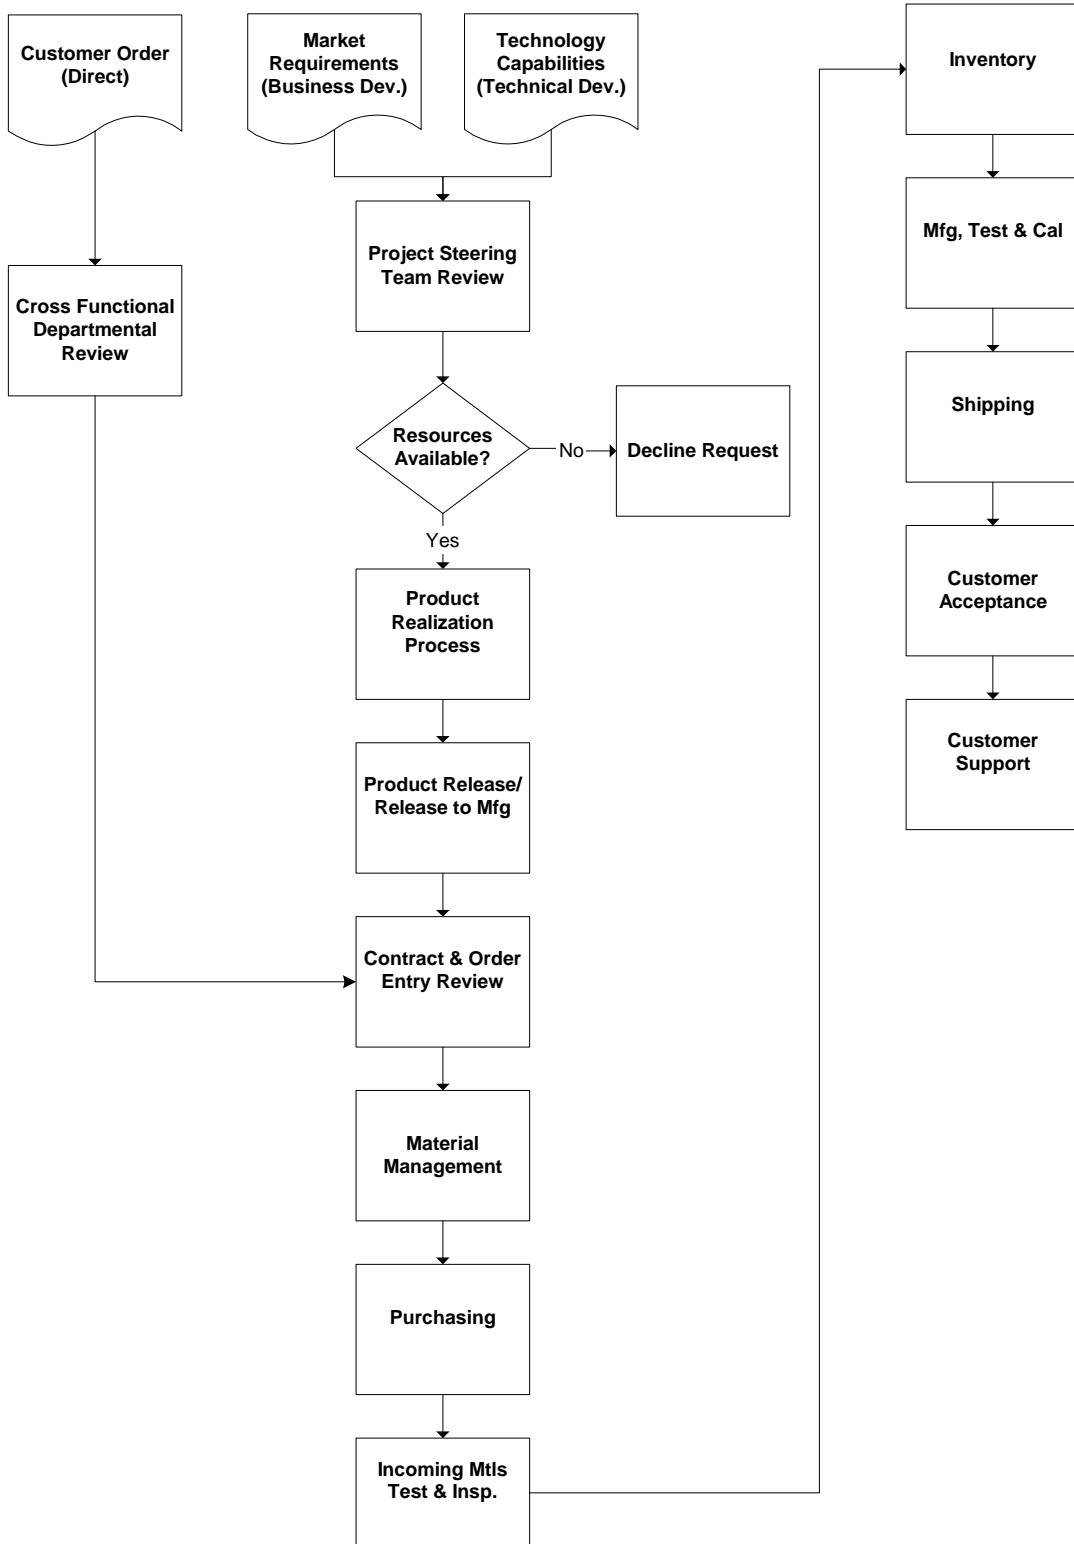 Customer Order
(Direct)
Market
Requirements
(Business Dev.)
Technology
Capabilities
(Technical Dev.)
Inventory
Mfg, Test & Cal
Project Steering
Team Review
Cross Functional
Departmental
Review
Shipping
Resources
Available?
No
Decline Request
Yes
Customer
Acceptance
Product
Realization
Process
Customer
Support
Product Release/
Release to Mfg
Contract & Order
Entry Review
Material
Management
Purchasing
Incoming Mtls
Test & Insp.